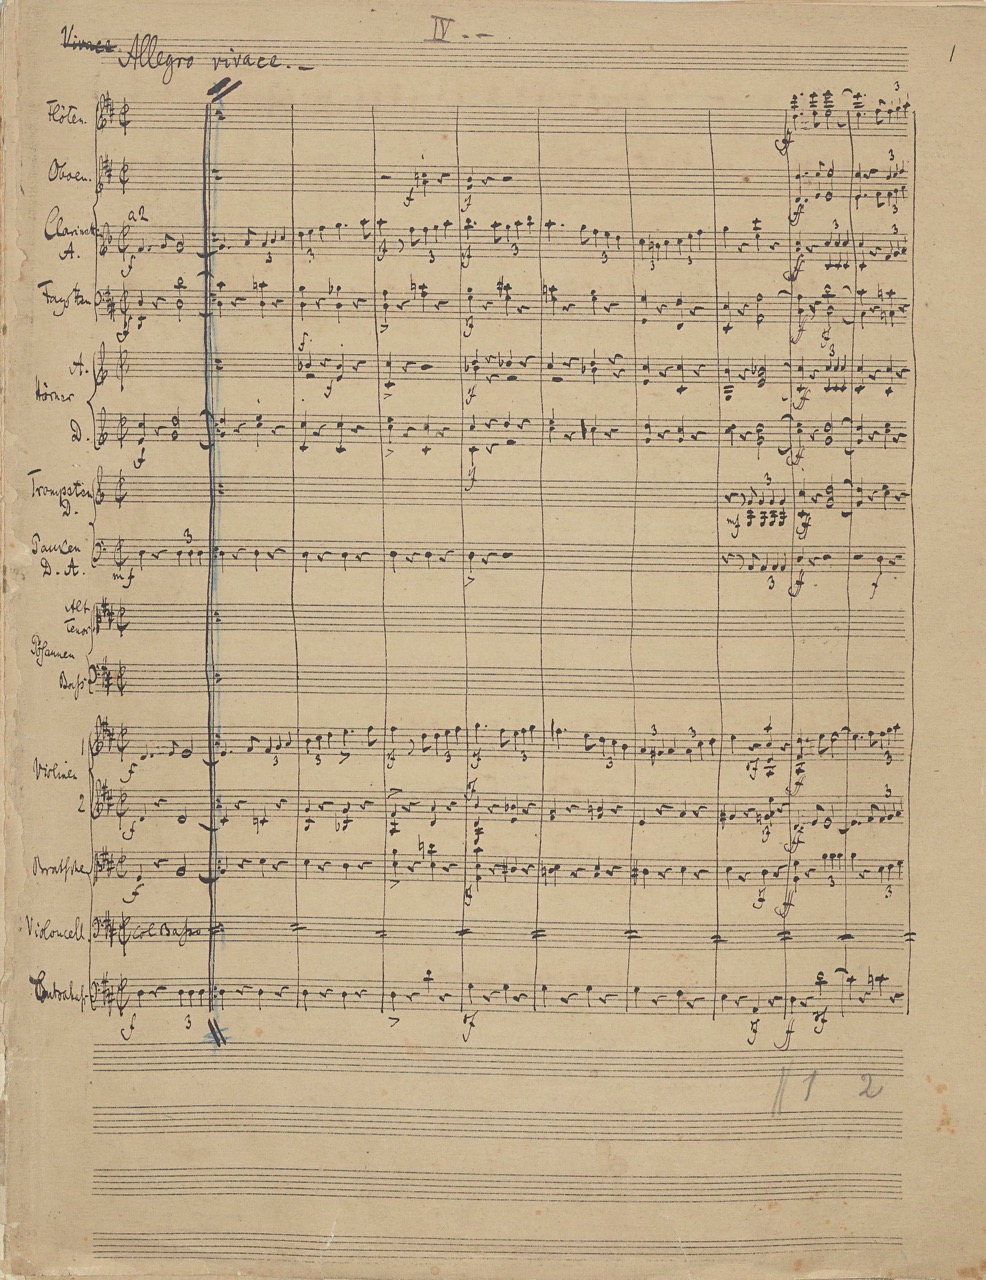 IV.--
1
Vivace
Allegro vivace.--
Flöten.
Oboen.
Clarinett
A.
a2
Fagotten
A.
Hörner
D.
Trompeten
D.
Pauken
D. A.
Alt
Tenor
Posaunen
Baß
1
Violinen
2
Bratsche
Violoncell.
Col Basso
Contrabaß
1 2